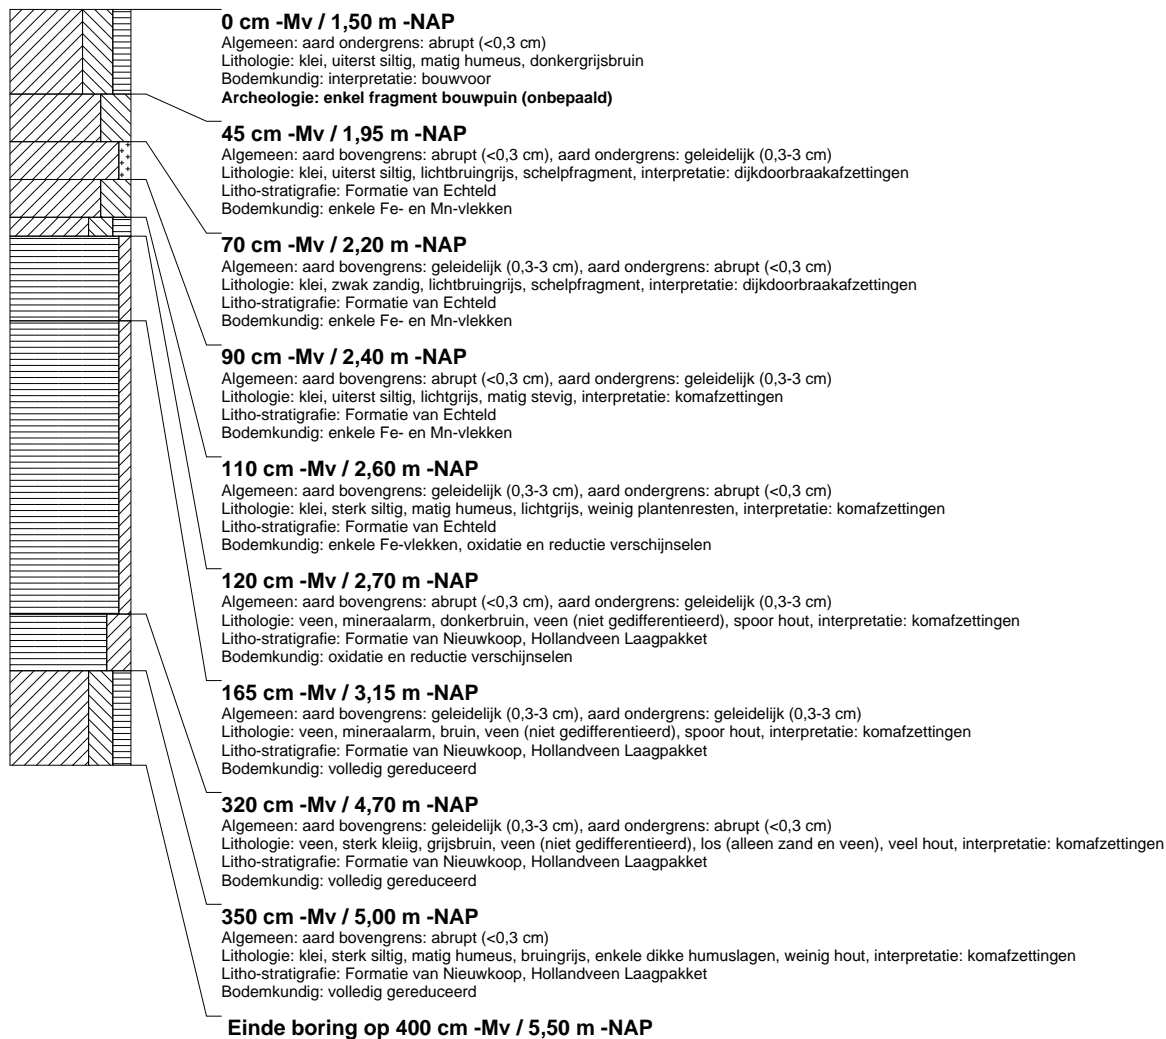 0 cm -Mv / 1,50 m -NAP
Algemeen: aard ondergrens: abrupt (<0,3 cm)
Lithologie: klei, uiterst siltig, matig humeus, donkergrijsbruin
Bodemkundig: interpretatie: bouwvoor
Archeologie: enkel fragment bouwpuin (onbepaald)
45 cm -Mv / 1,95 m -NAP
Algemeen: aard bovengrens: abrupt (<0,3 cm), aard ondergrens: geleidelijk (0,3-3 cm)
Lithologie: klei, uiterst siltig, lichtbruingrijs, schelpfragment, interpretatie: dijkdoorbraakafzettingen
Litho-stratigrafie: Formatie van Echteld
Bodemkundig: enkele Fe- en Mn-vlekken
70 cm -Mv / 2,20 m -NAP
Algemeen: aard bovengrens: geleidelijk (0,3-3 cm), aard ondergrens: abrupt (<0,3 cm)
Lithologie: klei, zwak zandig, lichtbruingrijs, schelpfragment, interpretatie: dijkdoorbraakafzettingen
Litho-stratigrafie: Formatie van Echteld
Bodemkundig: enkele Fe- en Mn-vlekken
90 cm -Mv / 2,40 m -NAP
Algemeen: aard bovengrens: abrupt (<0,3 cm), aard ondergrens: geleidelijk (0,3-3 cm)
Lithologie: klei, uiterst siltig, lichtgrijs, matig stevig, interpretatie: komafzettingen
Litho-stratigrafie: Formatie van Echteld
Bodemkundig: enkele Fe- en Mn-vlekken
110 cm -Mv / 2,60 m -NAP
Algemeen: aard bovengrens: geleidelijk (0,3-3 cm), aard ondergrens: abrupt (<0,3 cm)
Lithologie: klei, sterk siltig, matig humeus, lichtgrijs, weinig plantenresten, interpretatie: komafzettingen
Litho-stratigrafie: Formatie van Echteld
Bodemkundig: enkele Fe-vlekken, oxidatie en reductie verschijnselen
120 cm -Mv / 2,70 m -NAP
Algemeen: aard bovengrens: abrupt (<0,3 cm), aard ondergrens: geleidelijk (0,3-3 cm)
Lithologie: veen, mineraalarm, donkerbruin, veen (niet gedifferentieerd), spoor hout, interpretatie: komafzettingen
Litho-stratigrafie: Formatie van Nieuwkoop, Hollandveen Laagpakket
Bodemkundig: oxidatie en reductie verschijnselen
165 cm -Mv / 3,15 m -NAP
Algemeen: aard bovengrens: geleidelijk (0,3-3 cm), aard ondergrens: geleidelijk (0,3-3 cm)
Lithologie: veen, mineraalarm, bruin, veen (niet gedifferentieerd), spoor hout, interpretatie: komafzettingen
Litho-stratigrafie: Formatie van Nieuwkoop, Hollandveen Laagpakket
Bodemkundig: volledig gereduceerd
320 cm -Mv / 4,70 m -NAP
Algemeen: aard bovengrens: geleidelijk (0,3-3 cm), aard ondergrens: abrupt (<0,3 cm)
Lithologie: veen, sterk kleiig, grijsbruin, veen (niet gedifferentieerd), los (alleen zand en veen), veel hout, interpretatie: komafzettingen
Litho-stratigrafie: Formatie van Nieuwkoop, Hollandveen Laagpakket
Bodemkundig: volledig gereduceerd
350 cm -Mv / 5,00 m -NAP
Algemeen: aard bovengrens: abrupt (<0,3 cm)
Lithologie: klei, sterk siltig, matig humeus, bruingrijs, enkele dikke humuslagen, weinig hout, interpretatie: komafzettingen
Litho-stratigrafie: Formatie van Nieuwkoop, Hollandveen Laagpakket
Bodemkundig: volledig gereduceerd
Einde boring op 400 cm -Mv / 5,50 m -NAP